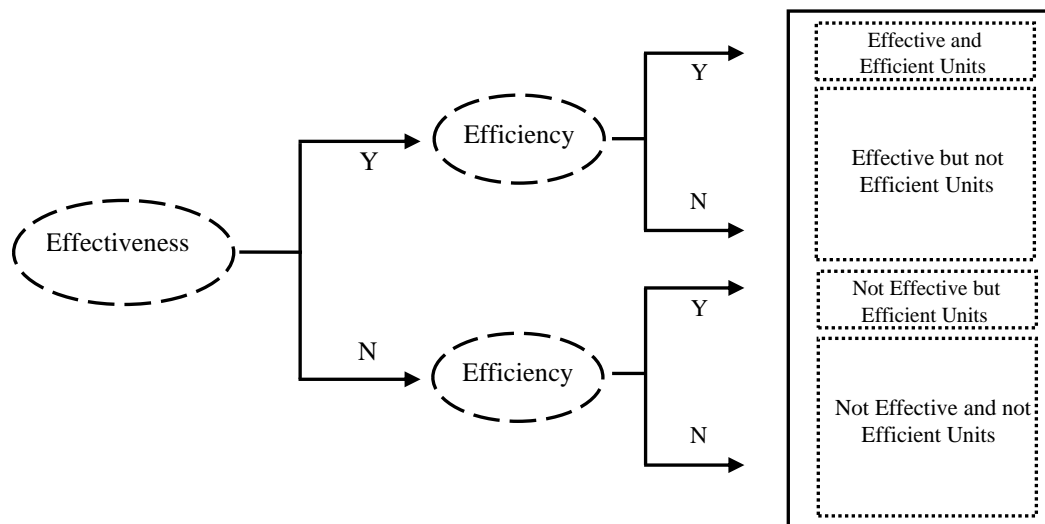 Effectiveness
Y
N
Efficiency
Efficiency
Y
N
Y
N
Effective and
Efficient Units
Effective but not
Efficient Units
Not Effective but
Efficient Units
Not Effective and not
Efficient Units